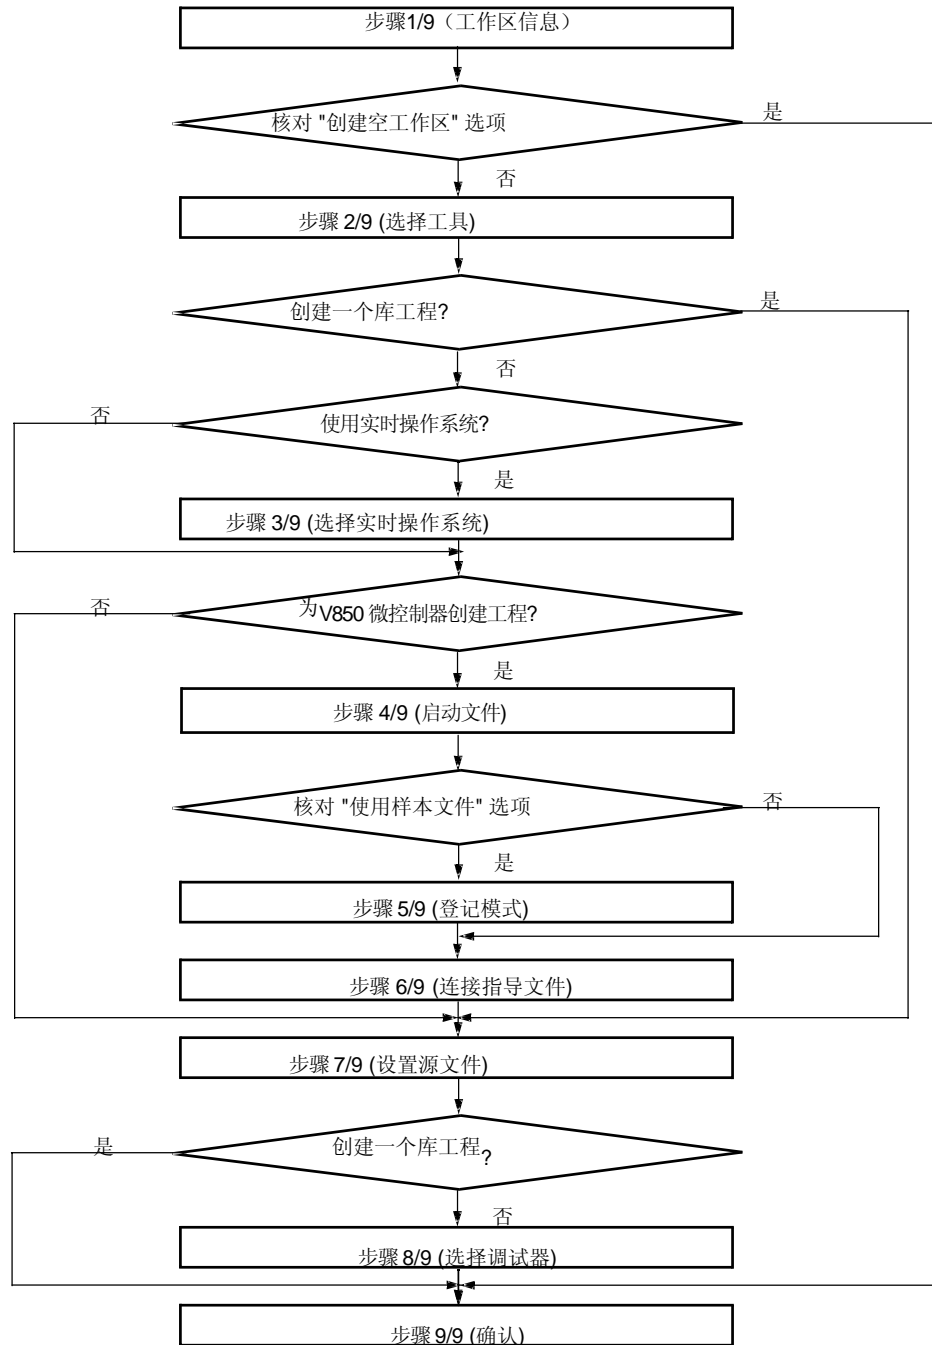 步骤1/9（工作区信息）
核对 "创建空工作区" 选项
是
否
步骤 2/9 (选择工具)
创建一个库工程?
是
否
使用实时操作系统?
否
是
步骤 3/9 (选择实时操作系统)
为V850 微控制器创建工程?
否
是
步骤 4/9 (启动文件)
核对 "使用样本文件" 选项
否
是
步骤 5/9 (登记模式)
步骤 6/9 (连接指导文件)
步骤 7/9 (设置源文件)
创建一个库工程?
是
否
步骤 8/9 (选择调试器)
步骤 9/9 (确认)